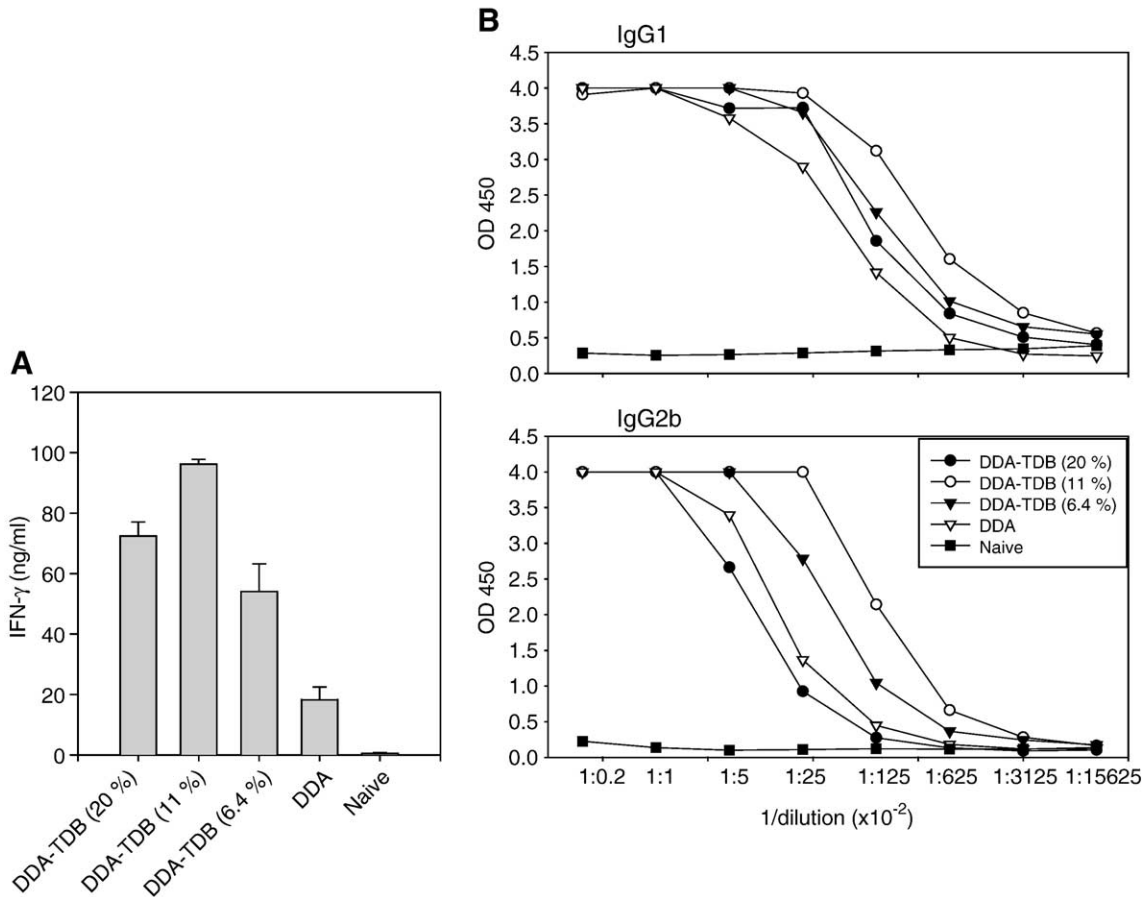 A
IFN-γ (ng/ml)
120
100
80
60
40
20
0
DDA-TDB (20 %)
DDA-TDB (11 %)
DDA-TDB (6.4 %)
DDA
Naive
B
IgG1
OD 450
4.5
4.0
3.5
3.0
2.5
2.0
1.5
1.0
0.5
0.0
IgG2b
OD 450
4.5
4.0
3.5
3.0
2.5
2.0
1.5
1.0
0.5
0.0
DDA-TDB (20 %)
DDA-TDB (11 %)
DDA-TDB (6.4 %)
DDA
Naive
1:0.2 1:1 1:5 1:25 1:125 1:625 1:3125 1:15625
1/dilution (x10⁻²)